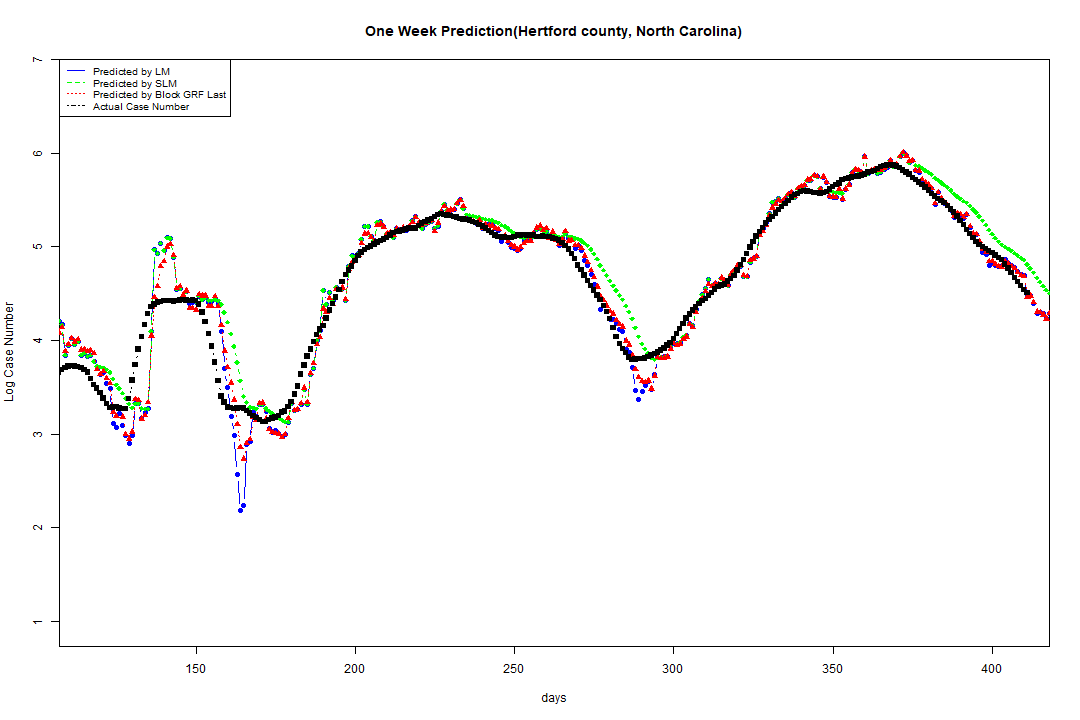 One Week Prediction(Hertford county, North Carolina)
Predicted by LM
Predicted by SLM
Predicted by Block GRF Last
Actual Case Number
7
6
5
4
3
2
1
Log Case Number
150
200
250
300
350
400
days